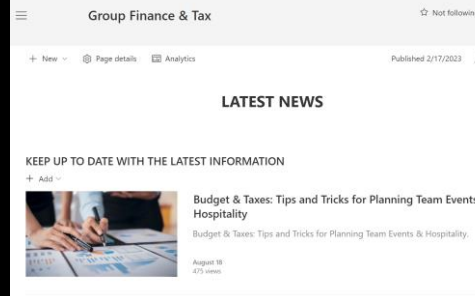 Group Finance & Tax
Not following
+ New
Page details
Analytics
Published 2/17/2023
LATEST NEWS
KEEP UP TO DATE WITH THE LATEST INFORMATION
+ Add
Budget & Taxes: Tips and Tricks for Planning Team Events
Hospitality
Budget & Taxes: Tips and Tricks for Planning Team Events & Hospitality.
August 18
475 views